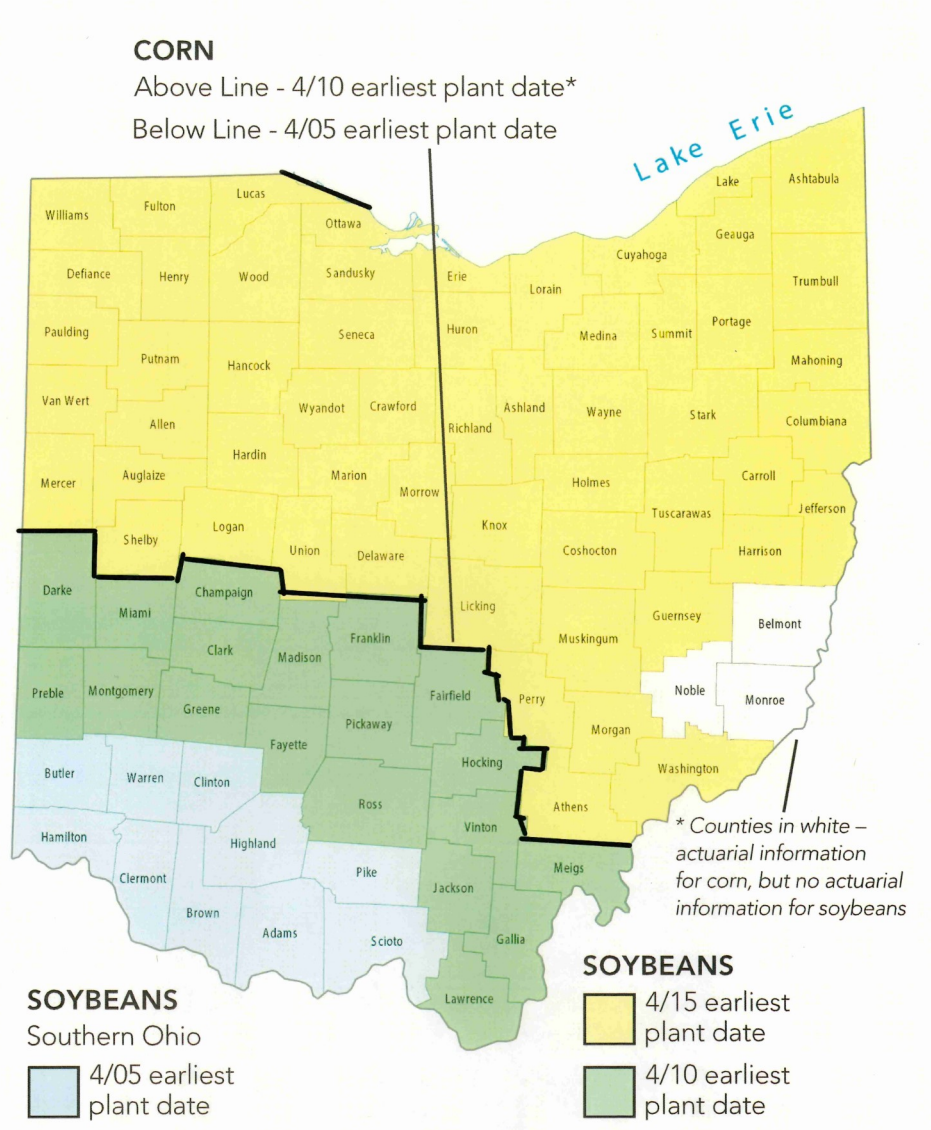 CORN
Above Line - 4/10 earliest plant date*
Below Line - 4/05 earliest plant date
Lake Erie
Lake
Ashtabula
Williams
Fulton
Lucas
Ottawa
Geauga
Cuyahoga
Defiance
Henry
Wood
Sandusky
Erie
Lorain
Trumbull
Paulding
Putnam
Hancock
Seneca
Huron
Medina
Summit
Portage
Mahoning
Van Wert
Allen
Wyandot
Crawford
Richland
Ashland
Wayne
Stark
Columbiana
Mercer
Auglaize
Hardin
Marion
Morrow
Holmes
Carroll
Shelby
Logan
Union
Delaware
Knox
Coshocton
Tuscarawas
Harrison
Jefferson
Darke
Miami
Champaign
Licking
Muskingum
Guernsey
Belmont
Clark
Madison
Franklin
Preble
Montgomery
Greene
Pickaway
Fairfield
Perry
Morgan
Noble
Monroe
Fayette
Hocking
Washington
Butler
Warren
Clinton
Ross
Vinton
Athens
Hamilton
Highland
Clermont
Pike
Jackson
Meigs
Brown
Adams
Scioto
Gallia
Lawrence
* Counties in white –
actuarial information
for corn, but no actuarial
information for soybeans
SOYBEANS
Southern Ohio
4/05 earliest
plant date
SOYBEANS
4/15 earliest
plant date
4/10 earliest
plant date